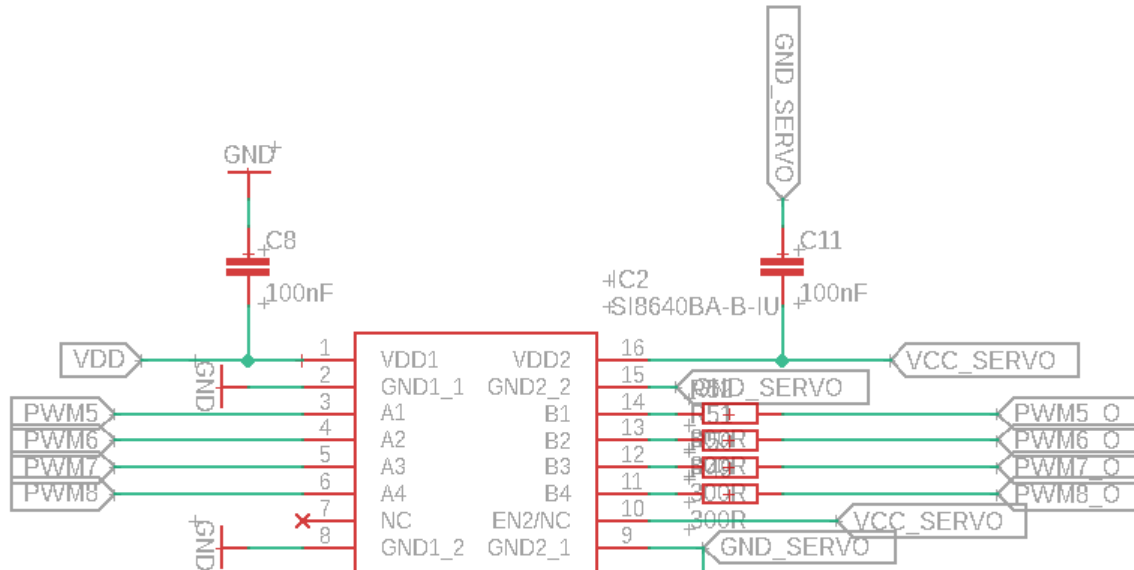 GND_SERVO
GND
C8
100nF
C11
100nF
IC2
SI8640BA-B-IU
VDD
1
VDD1
VDD2
16
VCC_SERVO
GND
2
GND1_1
GND2_2
15
GND_SERVO
PWM5
3
A1
B1
14
R51
PWM5_O
PWM6
4
A2
B2
13
PWM6_O
PWM7
5
A3
B3
12
PWM7_O
PWM8
6
A4
B4
11
300R
PWM8_O
7
NC
EN2/NC
10
300R
VCC_SERVO
GND
8
GND1_2
GND2_1
9
GND_SERVO